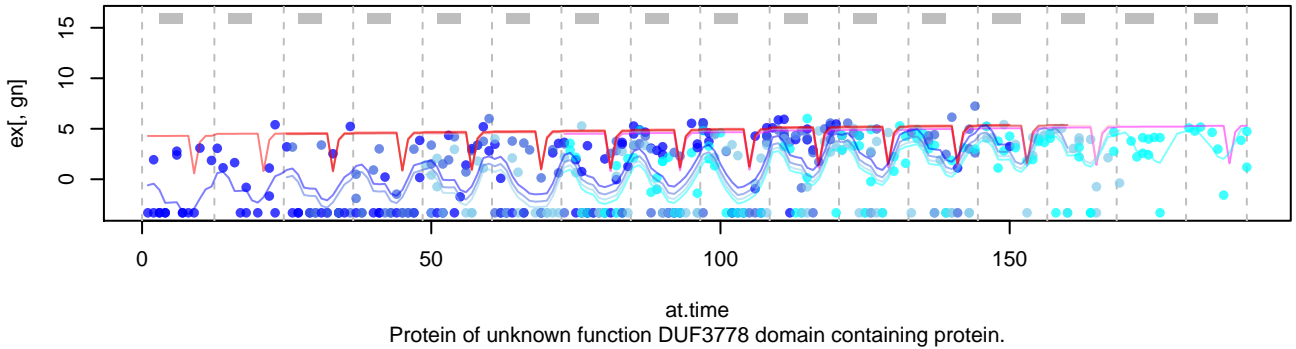 15
10
5
0
ex[, gn]
0
50
100
150
at.time
Protein of unknown function DUF3778 domain containing protein.